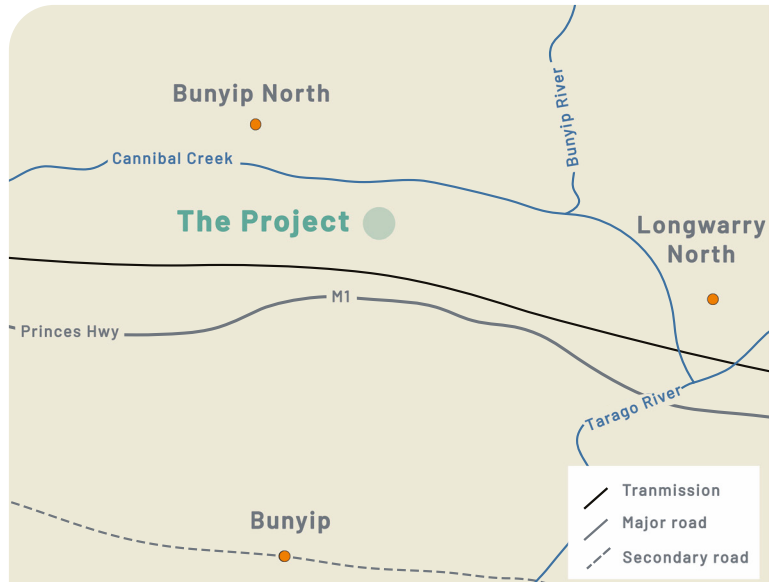 Bunyip North
Bunyip River
Cannibal Creek
The Project
Longwarry
North
M1
Princes Hwy
Tarago River
Bunyip
Tranmission
Major road
Secondary road